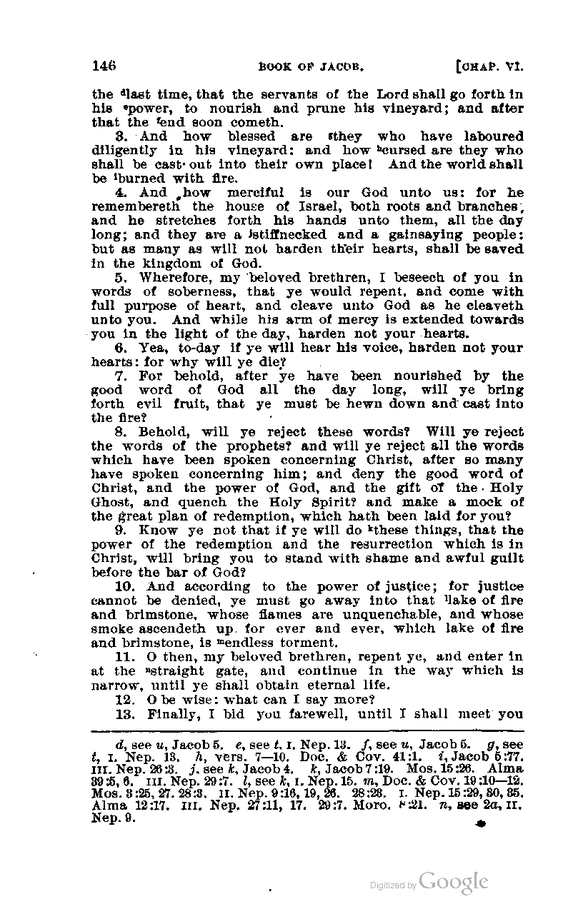 146 BOOK OF JACOB. [CHAP. VI.
the dlast time, that the servants of the Lord shall go forth in
his epower, to nourish and prune his vineyard; and after
that the fend soon cometh.
3. And how blessed are gthey who have laboured
diligently in his vineyard: and how hcursed are they who
shall be cast out into their own place! And the world shall
be iburned with fire.
4. And how merciful is our God unto us: for he
remembereth the house of Israel, both roots and branches;
and he stretches forth his hands unto them, all the day
long; and they are a jstiffnecked and a gainsaying people:
but as many as will not harden their hearts, shall be saved
in the kingdom of God.
5. Wherefore, my beloved brethren, I beseech of you in
words of soberness, that ye would repent, and come with
full purpose of heart, and cleave unto God as he cleaveth
unto you. And while his arm of mercy is extended towards
you in the light of the day, harden not your hearts.
6. Yea, to-day if ye will hear his voice, harden not your
hearts: for why will ye die?
7. For behold, after ye have been nourished by the
good word of God all the day long, will ye bring
forth evil fruit, that ye must be hewn down and cast into
the fire?
8. Behold, will ye reject these words? Will ye reject
the words of the prophets? and will ye reject all the words
which have been spoken concerning Christ, after so many
have spoken concerning him; and deny the good word of
Christ, and the power of God, and the gift of the Holy
Ghost, and quench the Holy Spirit? and make a mock of
the great plan of redemption, which hath been laid for you?
9. Know ye not that if ye will do kthese things, that the
power of the redemption and the resurrection which is in
Christ, will bring you to stand with shame and awful guilt
before the bar of God?
10. And according to the power of justice; for justice
cannot be denied, ye must go away into that llake of fire
and brimstone, whose flames are unquenchable, and whose
smoke ascendeth up for ever and ever, which lake of fire
and brimstone, is mendless torment.
11. O then, my beloved brethren, repent ye, and enter in
at the nstraight gate, and continue in the way which is
narrow, until ye shall obtain eternal life.
12. O be wise: what can I say more?
13. Finally, I bid you farewell, until I shall meet you
d, see u, Jacob 5. e, see t, I. Nep. 13. f, see u, Jacob 5. g, see
t, I. Nep. 13. h, vers. 7—10. Doc. & Cov. 41:1. i, Jacob 5:77.
III. Nep. 26:3. j, see k, Jacob 4. k, Jacob 7:19. Mos. 15:26. Alma
39:5, 6. III. Nep. 29:7. l, see k, I. Nep. 15. m, Doc. & Cov. 19:10—12.
Mos. 3:25, 27. 28:3. II. Nep. 9:16, 19, 26. 28:23. I. Nep. 15:29, 30, 35.
Alma 12:17. III. Nep. 27:11, 17. 29:7. Moro. :21. n, see 2a, II.
Nep. 9.
Digitized by Google